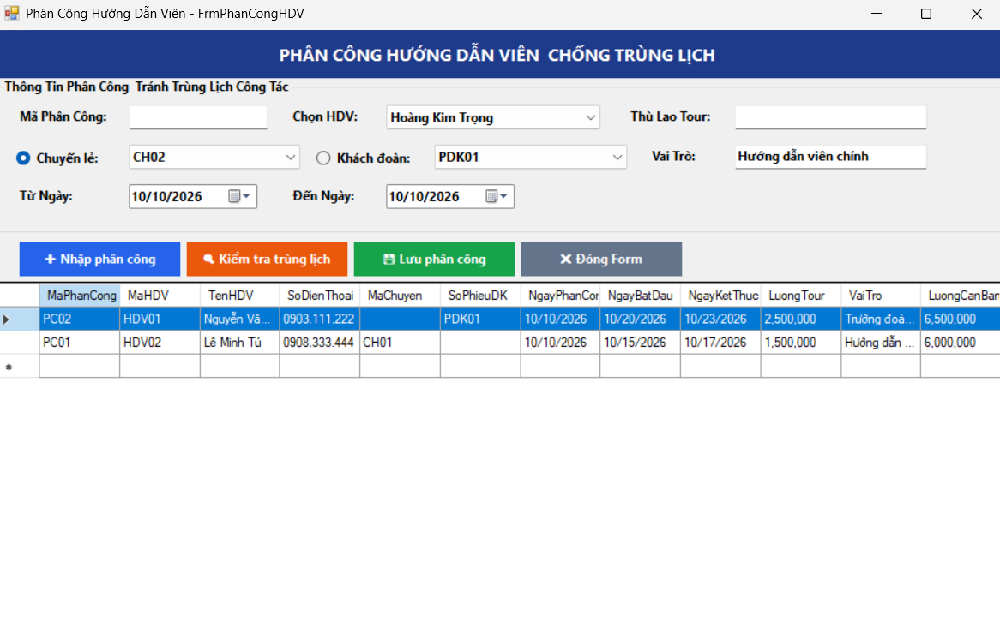 Phân Công Hướng Dẫn Viên - FrmPhanCongHDV
PHÂN CÔNG HƯỚNG DẪN VIÊN CHỐNG TRÙNG LỊCH
Thông Tin Phân Công Tránh Trùng Lịch Công Tác
Mã Phân Công: Chọn HDV: Hoàng Kim Trọng Thù Lao Tour:
Chuyến lẻ: CH02 Khách đoàn: PDK01 Vai Trò: Hướng dẫn viên chính
Từ Ngày: 10/10/2026 Đến Ngày: 10/10/2026
Nhập phân công Kiểm tra trùng lịch Lưu phân công Đóng Form
MaPhanCong MaHDV TenHDV SoDienThoai MaChuyen SoPhieuDK NgayPhanCor NgayBatDau NgayKetThuc LuongTour VaiTro LuongCanBar
PC02 HDV01 Nguyễn Vă... 0903.111.222 PDK01 10/10/2026 10/20/2026 10/23/2026 2,500,000 Trưởng đoà... 6,500,000
PC01 HDV02 Lê Minh Tú 0908.333.444 CH01 10/10/2026 10/15/2026 10/17/2026 1,500,000 Hướng dẫn ... 6,000,000